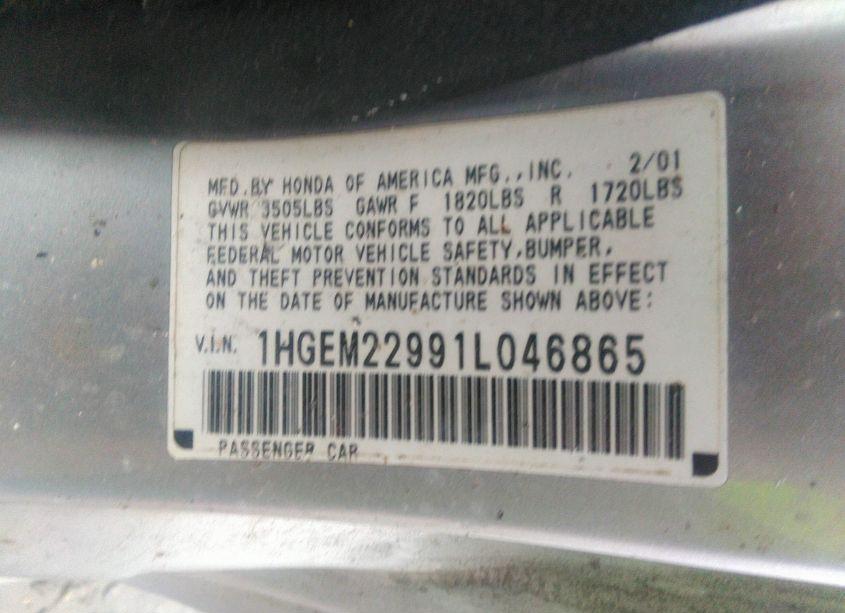 MFD. BY HONDA OF AMERICA MFG., INC. 2/01
GVWR 3505LBS GAWR F 1820LBS R 1720LBS
THIS VEHICLE CONFORMS TO ALL APPLICABLE
FEDERAL MOTOR VEHICLE SAFETY, BUMPER,
AND THEFT PREVENTION STANDARDS IN EFFECT
ON THE DATE OF MANUFACTURE SHOWN ABOVE:
V.I.N. 1HGEM22991L046865
PASSENGER CAR